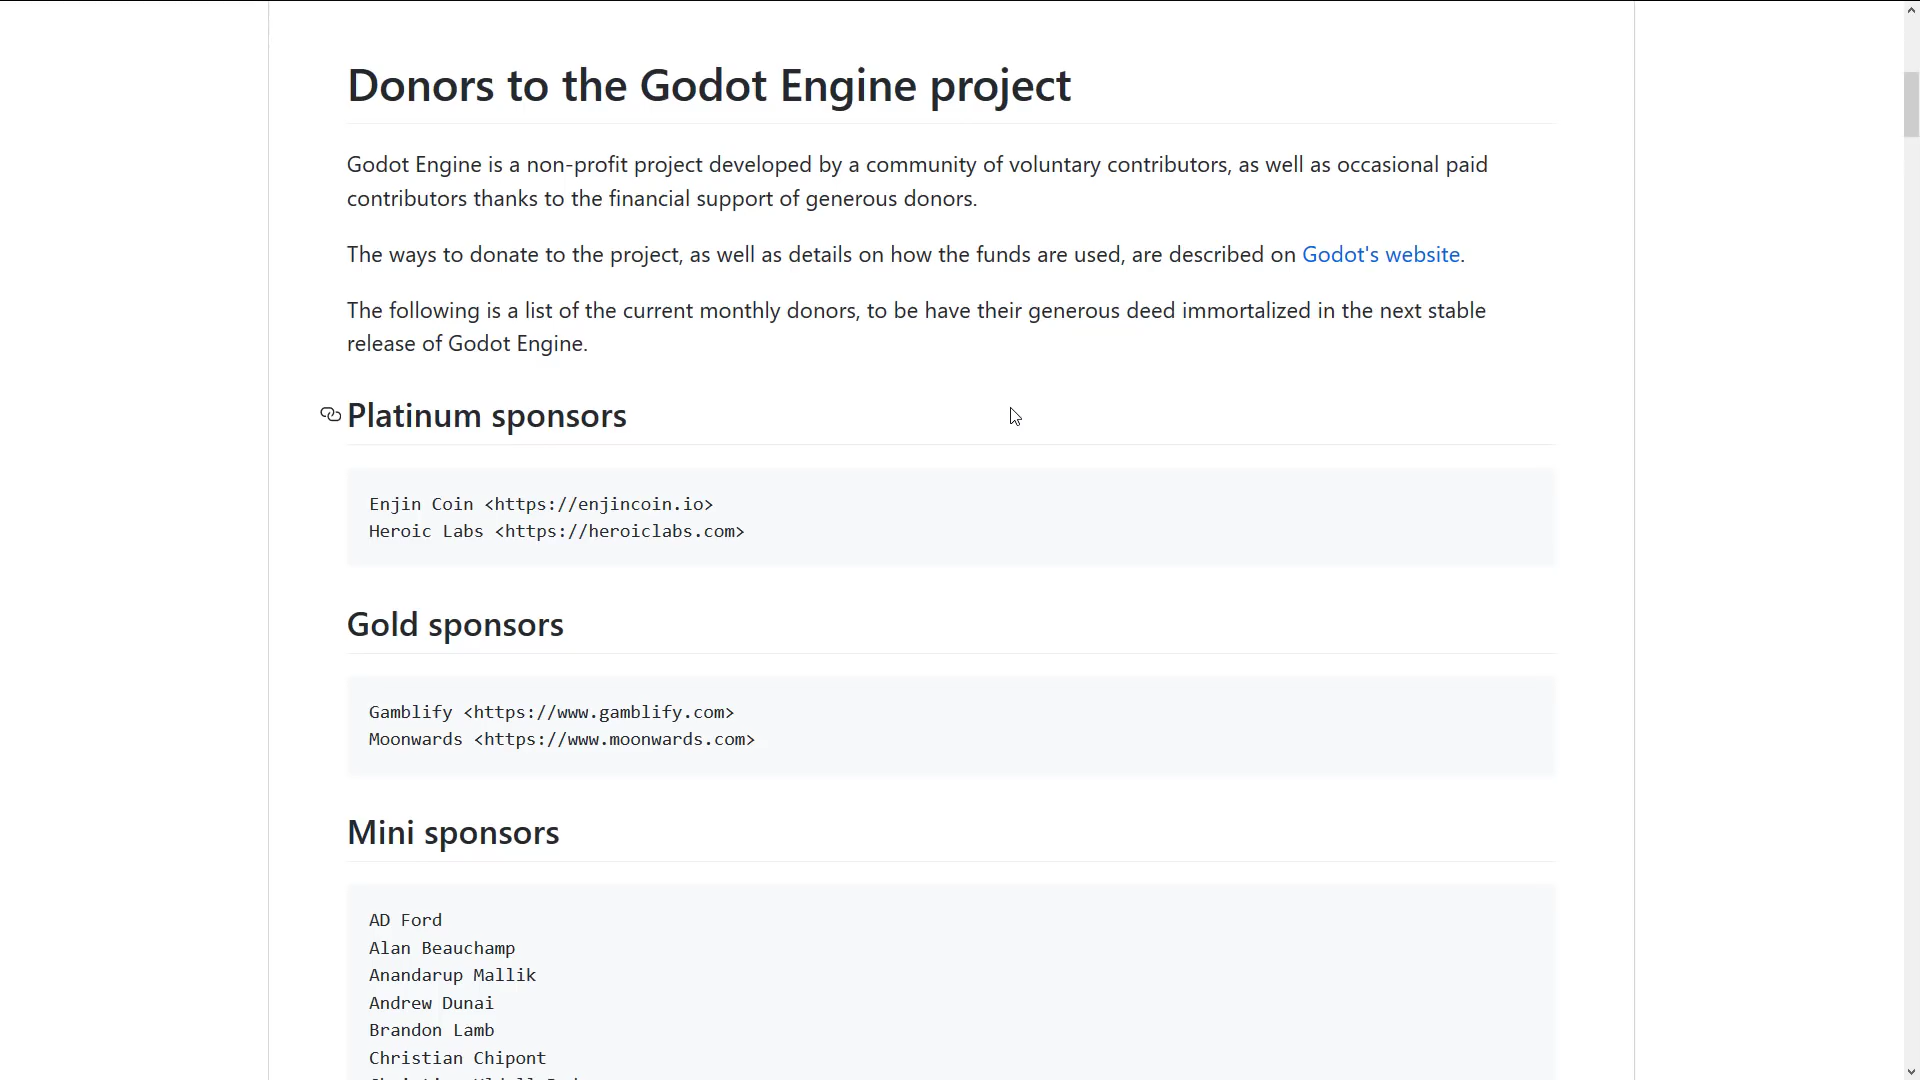 Donors to the Godot Engine project
Godot Engine is a non-profit project developed by a community of voluntary contributors, as well as occasional paid
contributors thanks to the financial support of generous donors.
The ways to donate to the project, as well as details on how the funds are used, are described on Godot's website.
The following is a list of the current monthly donors, to be have their generous deed immortalized in the next stable
release of Godot Engine.
Platinum sponsors
Enjin Coin <https://enjincoin.io>
Heroic Labs <https://heroiclabs.com>
Gold sponsors
Gamblify <https://www.gamblify.com>
Moonwards <https://www.moonwards.com>
Mini sponsors
AD Ford
Alan Beauchamp
Anandarup Mallik
Andrew Dunai
Brandon Lamb
Christian Chipont